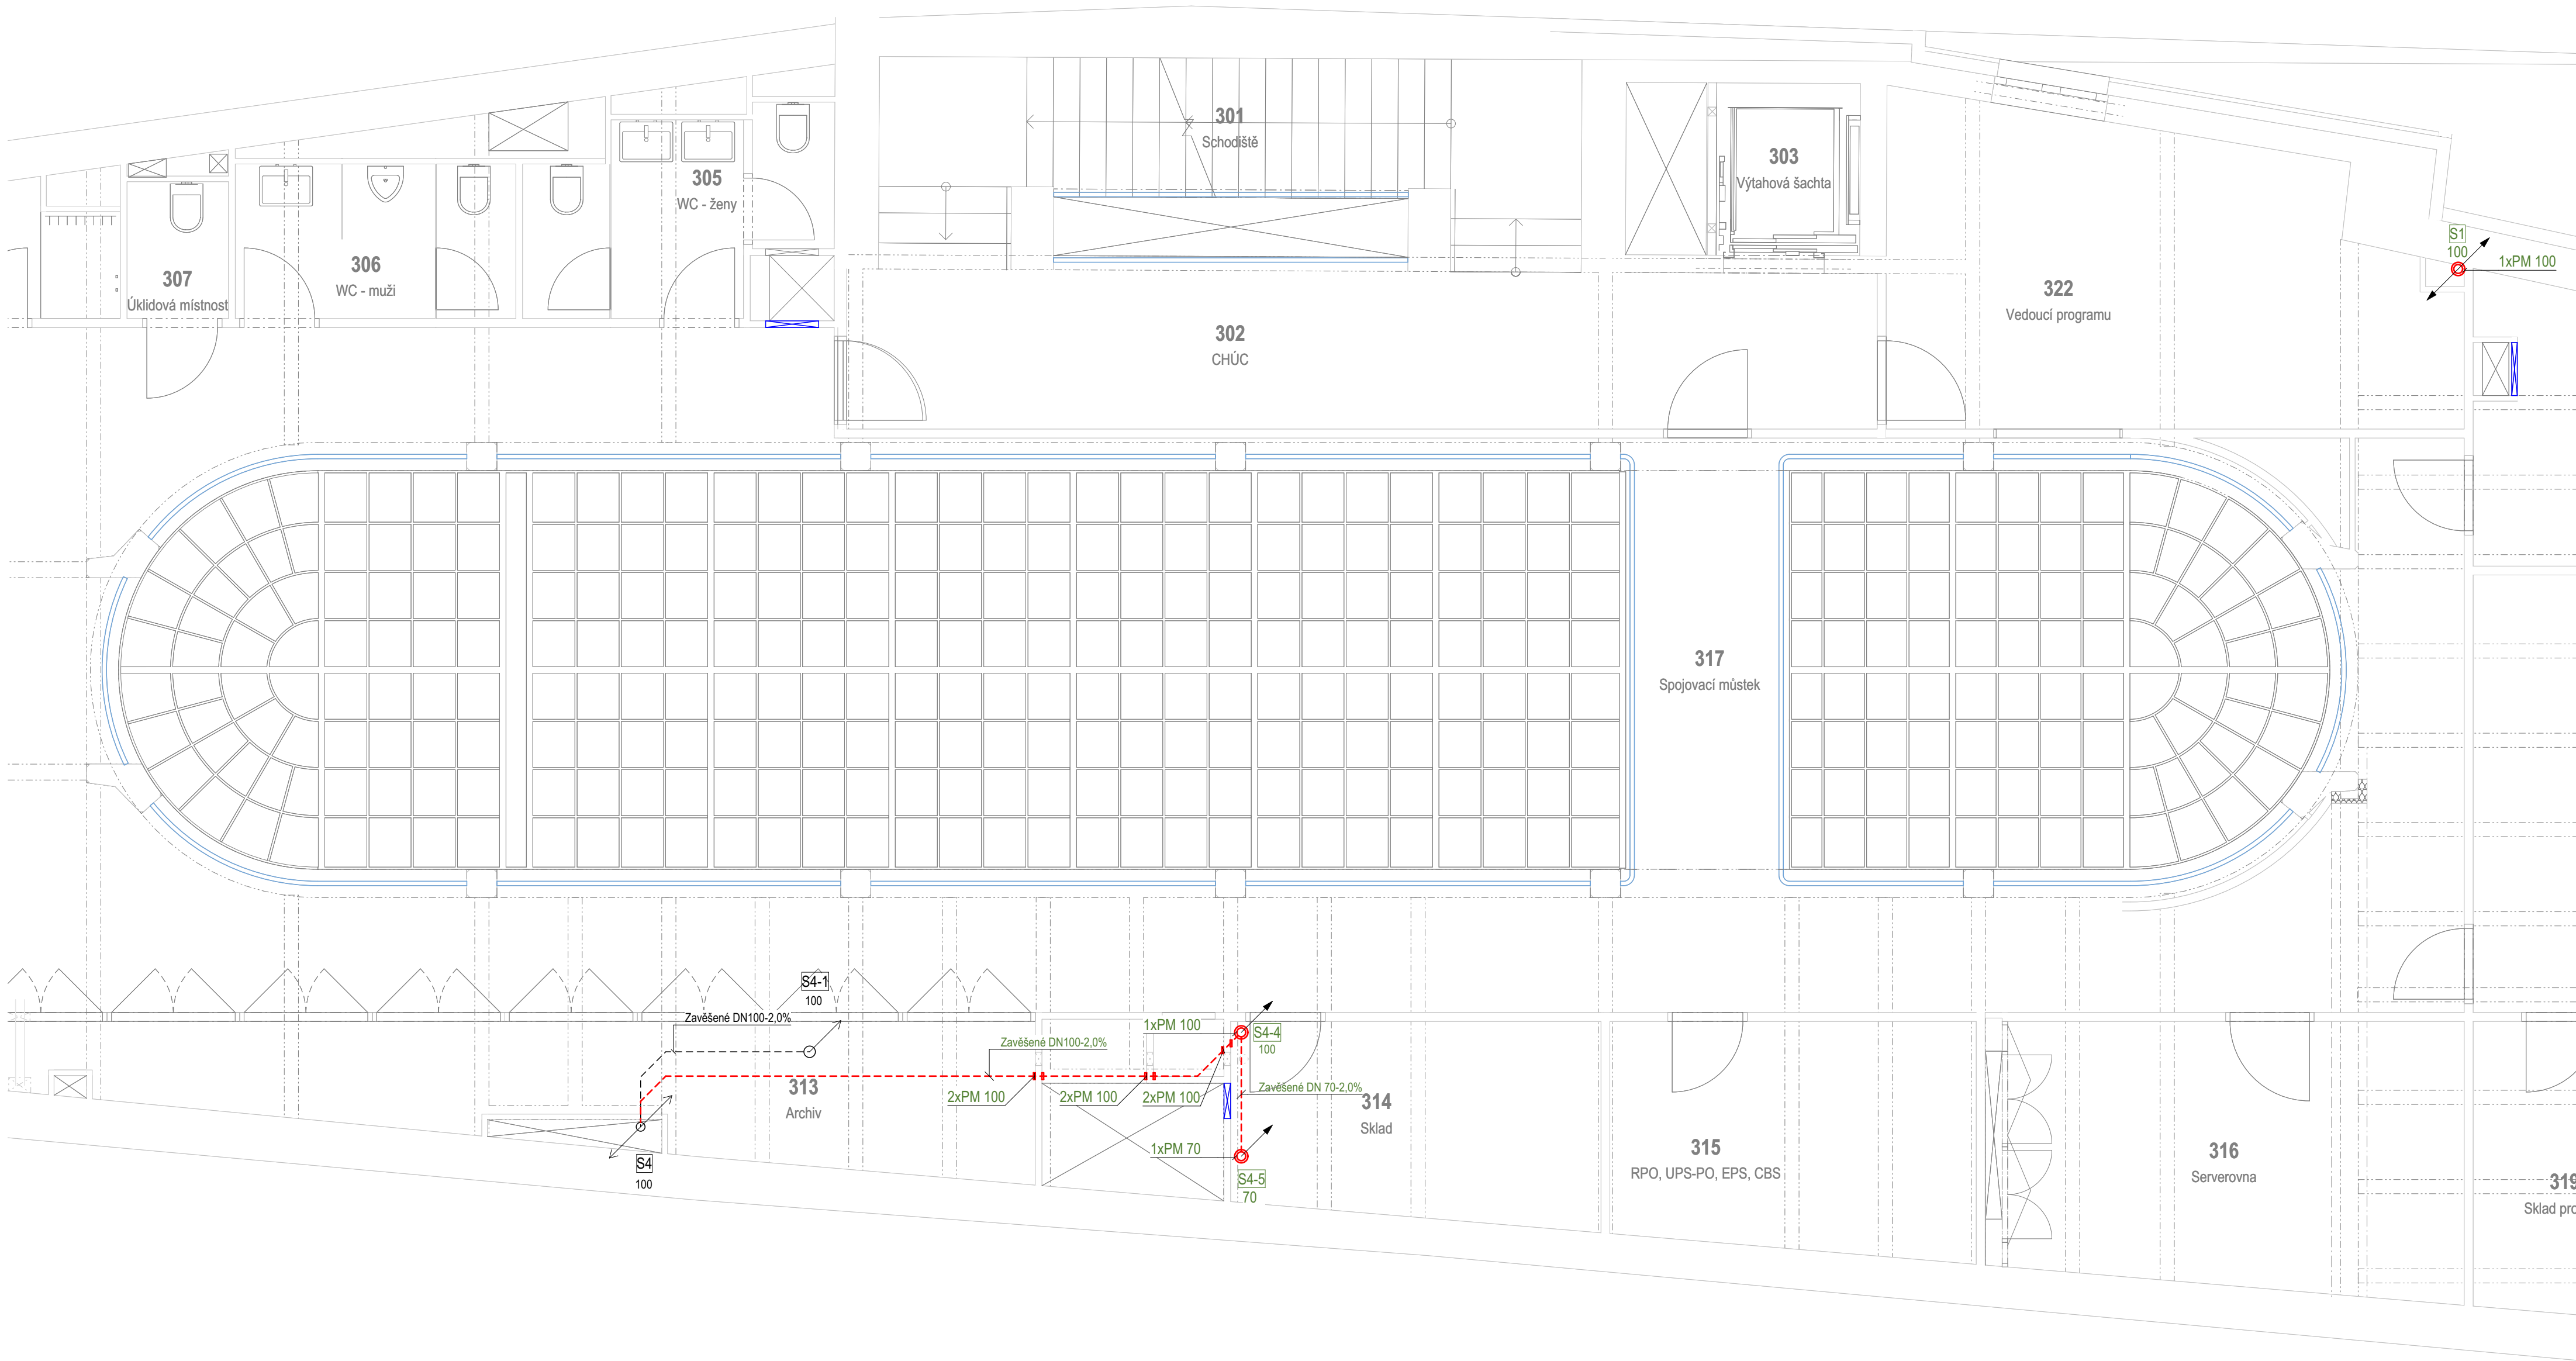 301
Schodiště
303
Výtahová šachta
305
WC - ženy
306
WC - muži
307
Úklidová místnost
302
CHÚC
322
Vedoucí programu
S1
100
1xPM 100
317
Spojovací můstek
S4-1
100
Zavěšené DN100-2,0%
Zavěšené DN100-2,0%
1xPM 100
S4-4
100
313
Archiv
2xPM 100
2xPM 100
2xPM 100
Zavěšené DN 70-2,0%
314
Sklad
1xPM 70
S4-5
70
S4
100
315
RPO, UPS-PO, EPS, CBS
316
Serverovna
319
Sklad pro